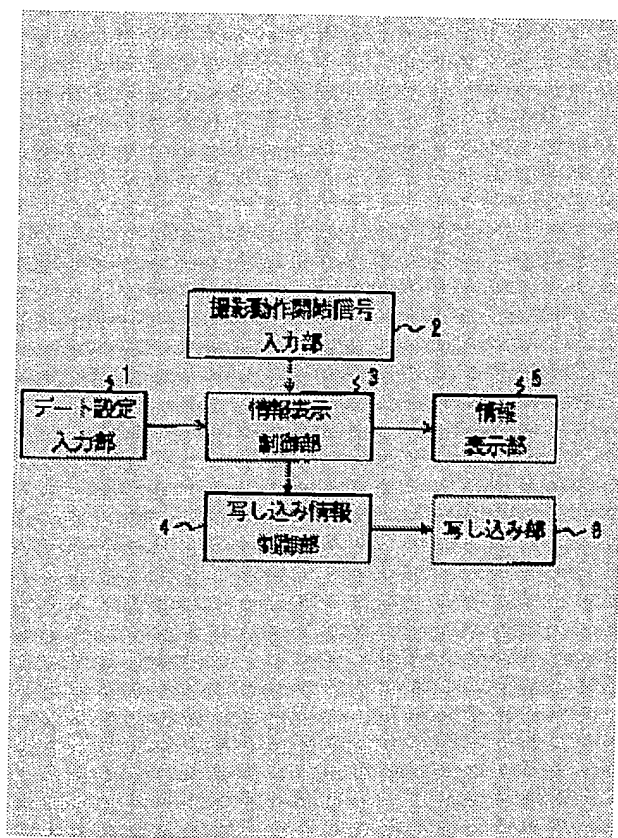 撮影動作開始信号
入力部
2
1
デート設定
入力部
3
情報表示
制御部
5
情報
表示部
4
写し込み情報
制御部
写し込み部
6